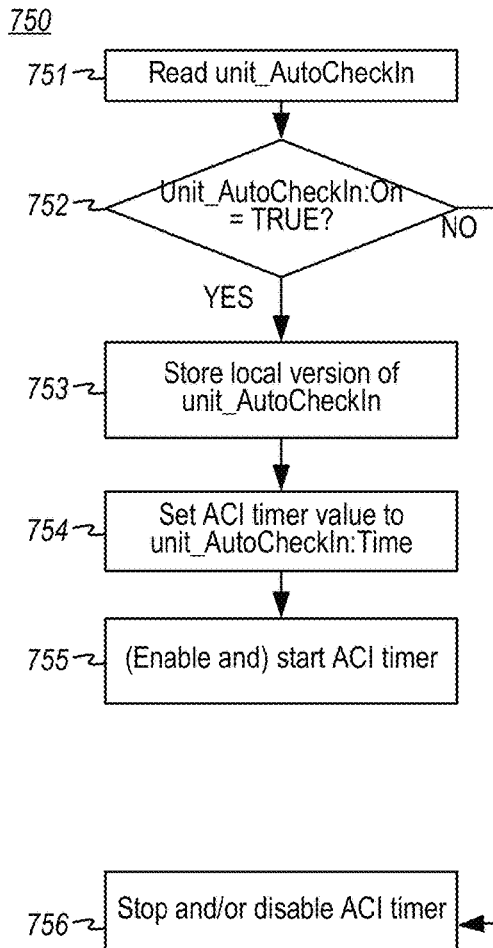 750
751
Read unit_AutoCheckIn
752
Unit_AutoCheckIn:On
= TRUE?
NO
YES
753
Store local version of
unit_AutoCheckIn
754
Set ACI timer value to
unit_AutoCheckIn:Time
755
(Enable and) start ACI timer
756
Stop and/or disable ACI timer